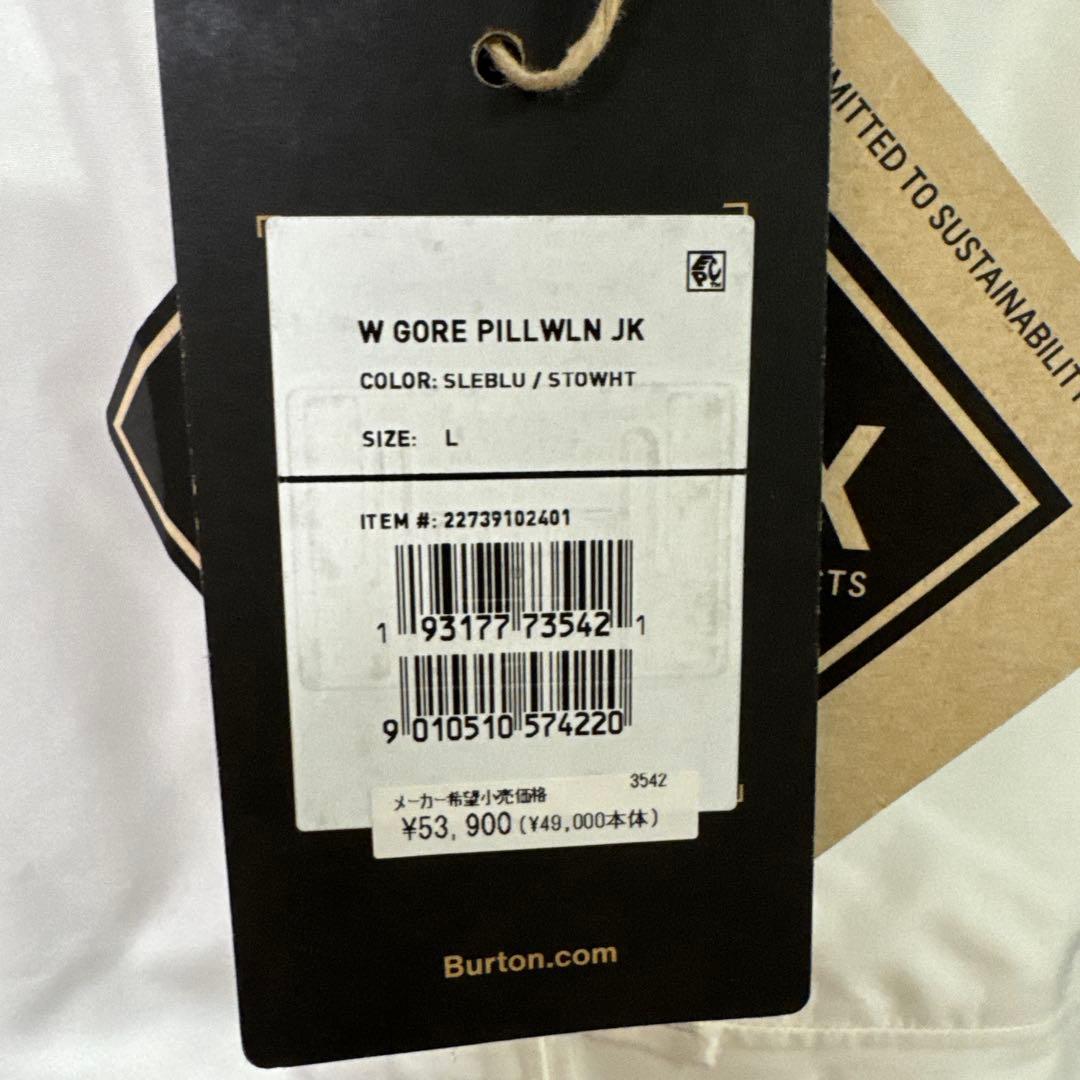 MITTED TO SUSTAINABILITY
W GORE PILLWLN JK
COLOR: SLEBLU / STOWHT
SIZE: L
ITEM #: 22739102401
1 93177 73542 1
9 010510 574220
K
TS
3542
メーカー希望小売価格
¥53,900(¥49,000本体)
Burton.com